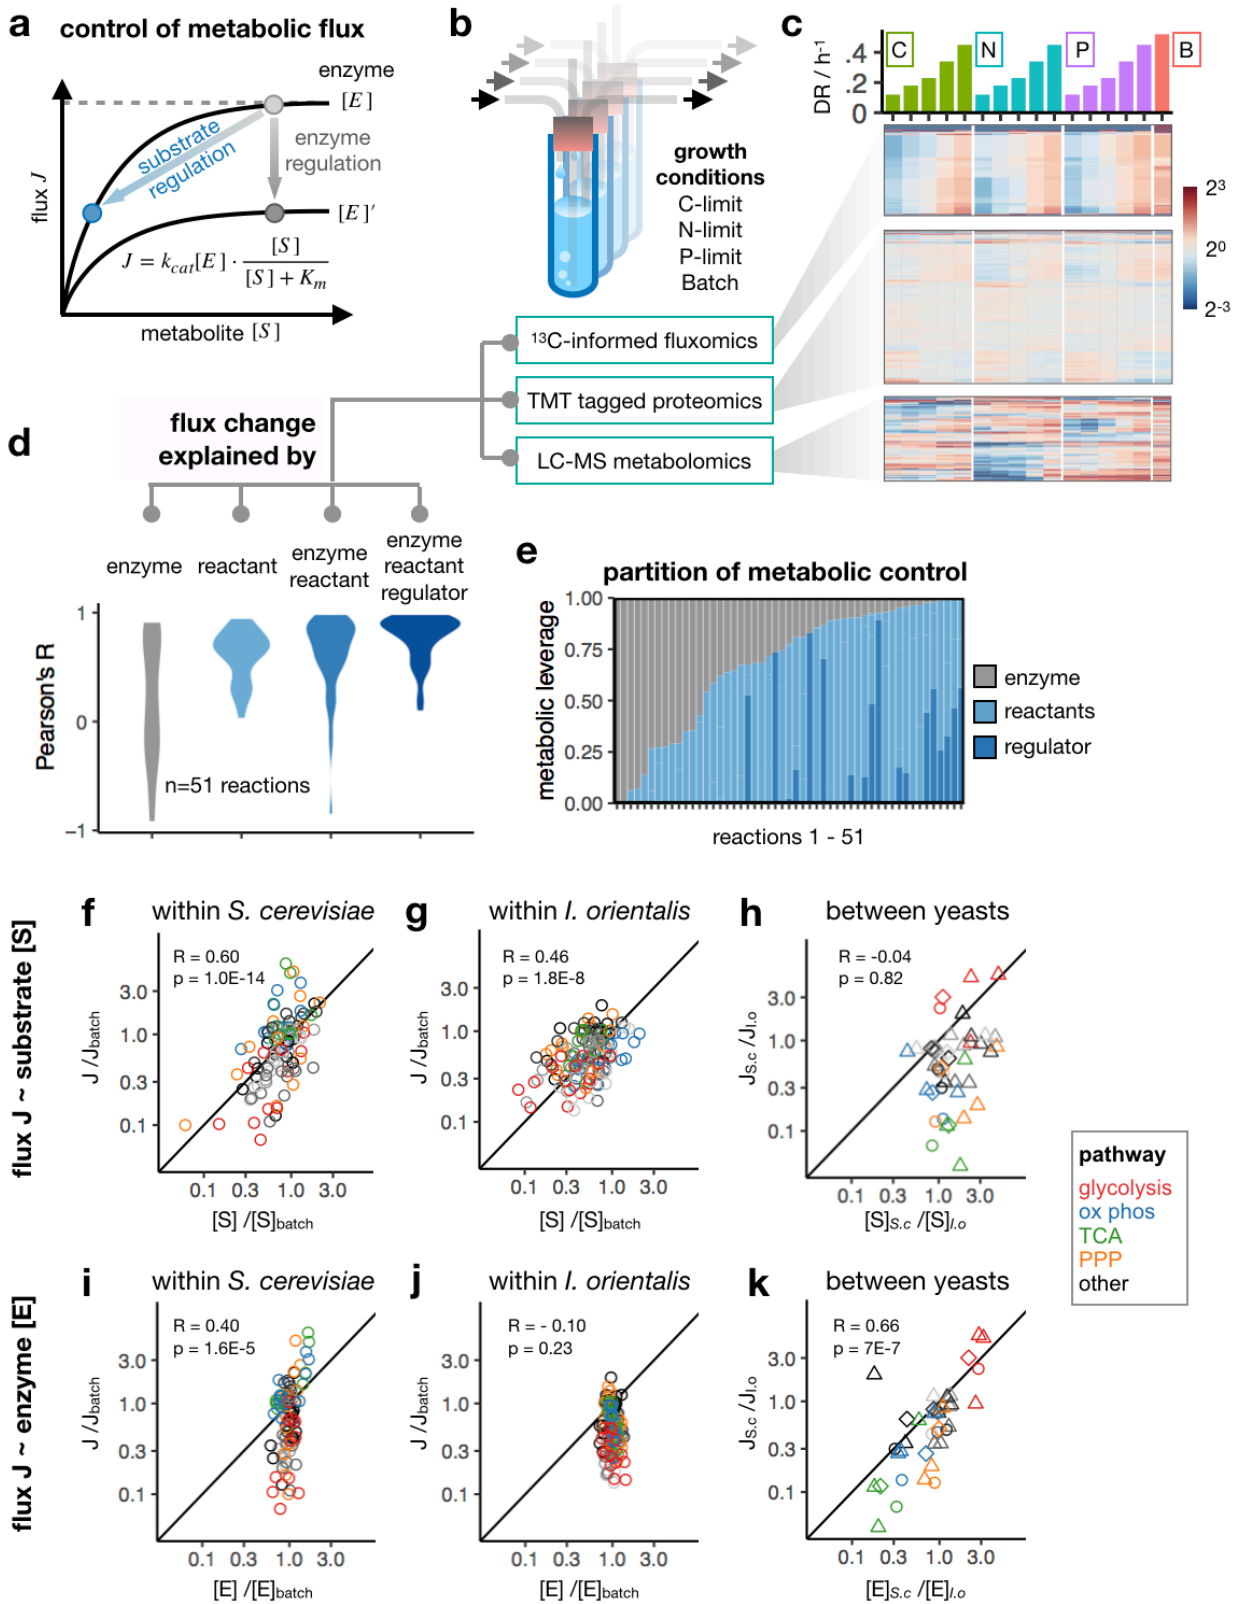 a control of metabolic flux
enzyme
[E]
substrate
regulation
enzyme
regulation
[E]′
J = kcat[E] · [S] / [S] + Km
flux J
metabolite [S]
b
growth
conditions
C-limit
N-limit
P-limit
Batch
¹³C-informed fluxomics
TMT tagged proteomics
LC-MS metabolomics
c
DR / h⁻¹
.4
.2
0
C
N
P
B
2³
2⁰
2⁻³
d
flux change
explained by
enzyme
reactant
enzyme
reactant
enzyme
reactant
regulator
Pearson's R
1
0
−1
n=51 reactions
e
partition of metabolic control
metabolic leverage
1.00
0.75
0.50
0.25
0.00
reactions 1 - 51
enzyme
reactants
regulator
flux J ~ substrate [S]
f within S. cerevisiae
R = 0.60
p = 1.0E-14
J /Jbatch
3.0
1.0
0.3
0.1
0.1 0.3 1.0 3.0
[S] /[S]batch
g within I. orientalis
R = 0.46
p = 1.8E-8
J /Jbatch
3.0
1.0
0.3
0.1
0.1 0.3 1.0 3.0
[S] /[S]batch
h between yeasts
R = -0.04
p = 0.82
JS.c /JI.o
3.0
1.0
0.3
0.1
0.1 0.3 1.0 3.0
[S]S.c /[S]I.o
pathway
glycolysis
ox phos
TCA
PPP
other
flux J ~ enzyme [E]
i within S. cerevisiae
R = 0.40
p = 1.6E-5
J /Jbatch
3.0
1.0
0.3
0.1
0.1 0.3 1.0 3.0
[E] /[E]batch
j within I. orientalis
R = - 0.10
p = 0.23
J /Jbatch
3.0
1.0
0.3
0.1
0.1 0.3 1.0 3.0
[E] /[E]batch
k between yeasts
R = 0.66
p = 7E-7
JS.c /JI.o
3.0
1.0
0.3
0.1
0.1 0.3 1.0 3.0
[E]S.c /[E]I.o